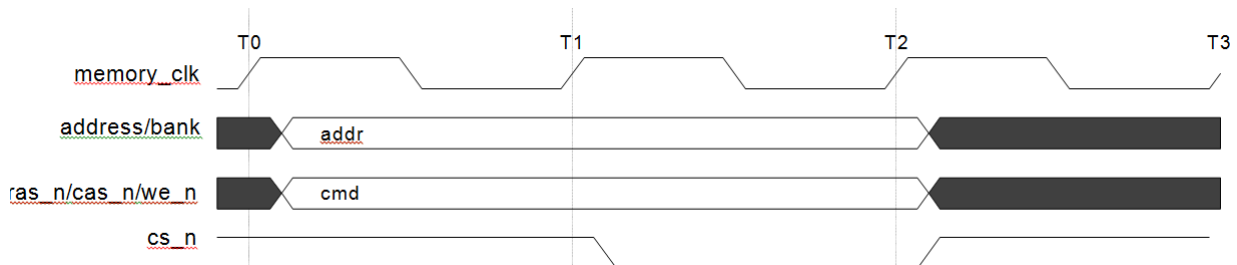 T0 T1 T2 T3
memory_clk
address/bank addr
ras_n/cas_n/we_n cmd
cs_n